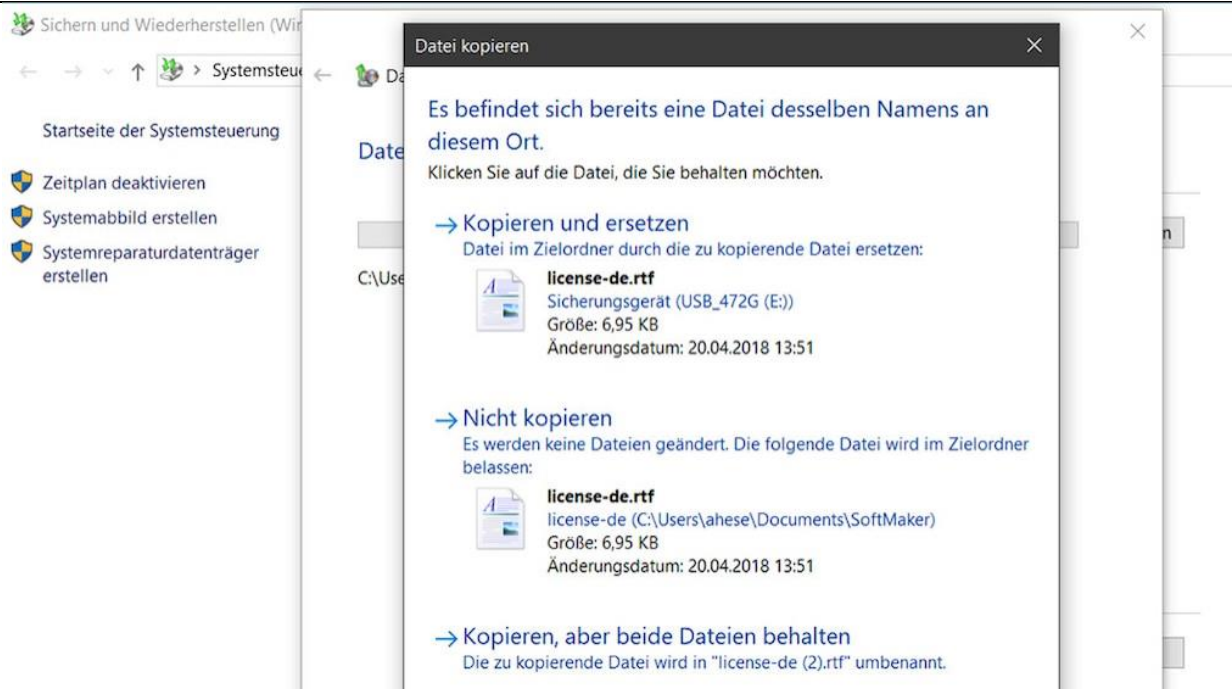 Sichern und Wiederherstellen (Wir
Systemsteue
Startseite der Systemsteuerung
Zeitplan deaktivieren
Systemabbild erstellen
Systemreparaturdatenträger
erstellen
Da
Date
C:\Use
n
Datei kopieren
Es befindet sich bereits eine Datei desselben Namens an
diesem Ort.
Klicken Sie auf die Datei, die Sie behalten möchten.
Kopieren und ersetzen
Datei im Zielordner durch die zu kopierende Datei ersetzen:
license-de.rtf
Sicherungsgerät (USB_472G (E:))
Größe: 6,95 KB
Änderungsdatum: 20.04.2018 13:51
Nicht kopieren
Es werden keine Dateien geändert. Die folgende Datei wird im Zielordner
belassen:
license-de.rtf
license-de (C:\Users\ahese\Documents\SoftMaker)
Größe: 6,95 KB
Änderungsdatum: 20.04.2018 13:51
Kopieren, aber beide Dateien behalten
Die zu kopierende Datei wird in "license-de (2).rtf" umbenannt.